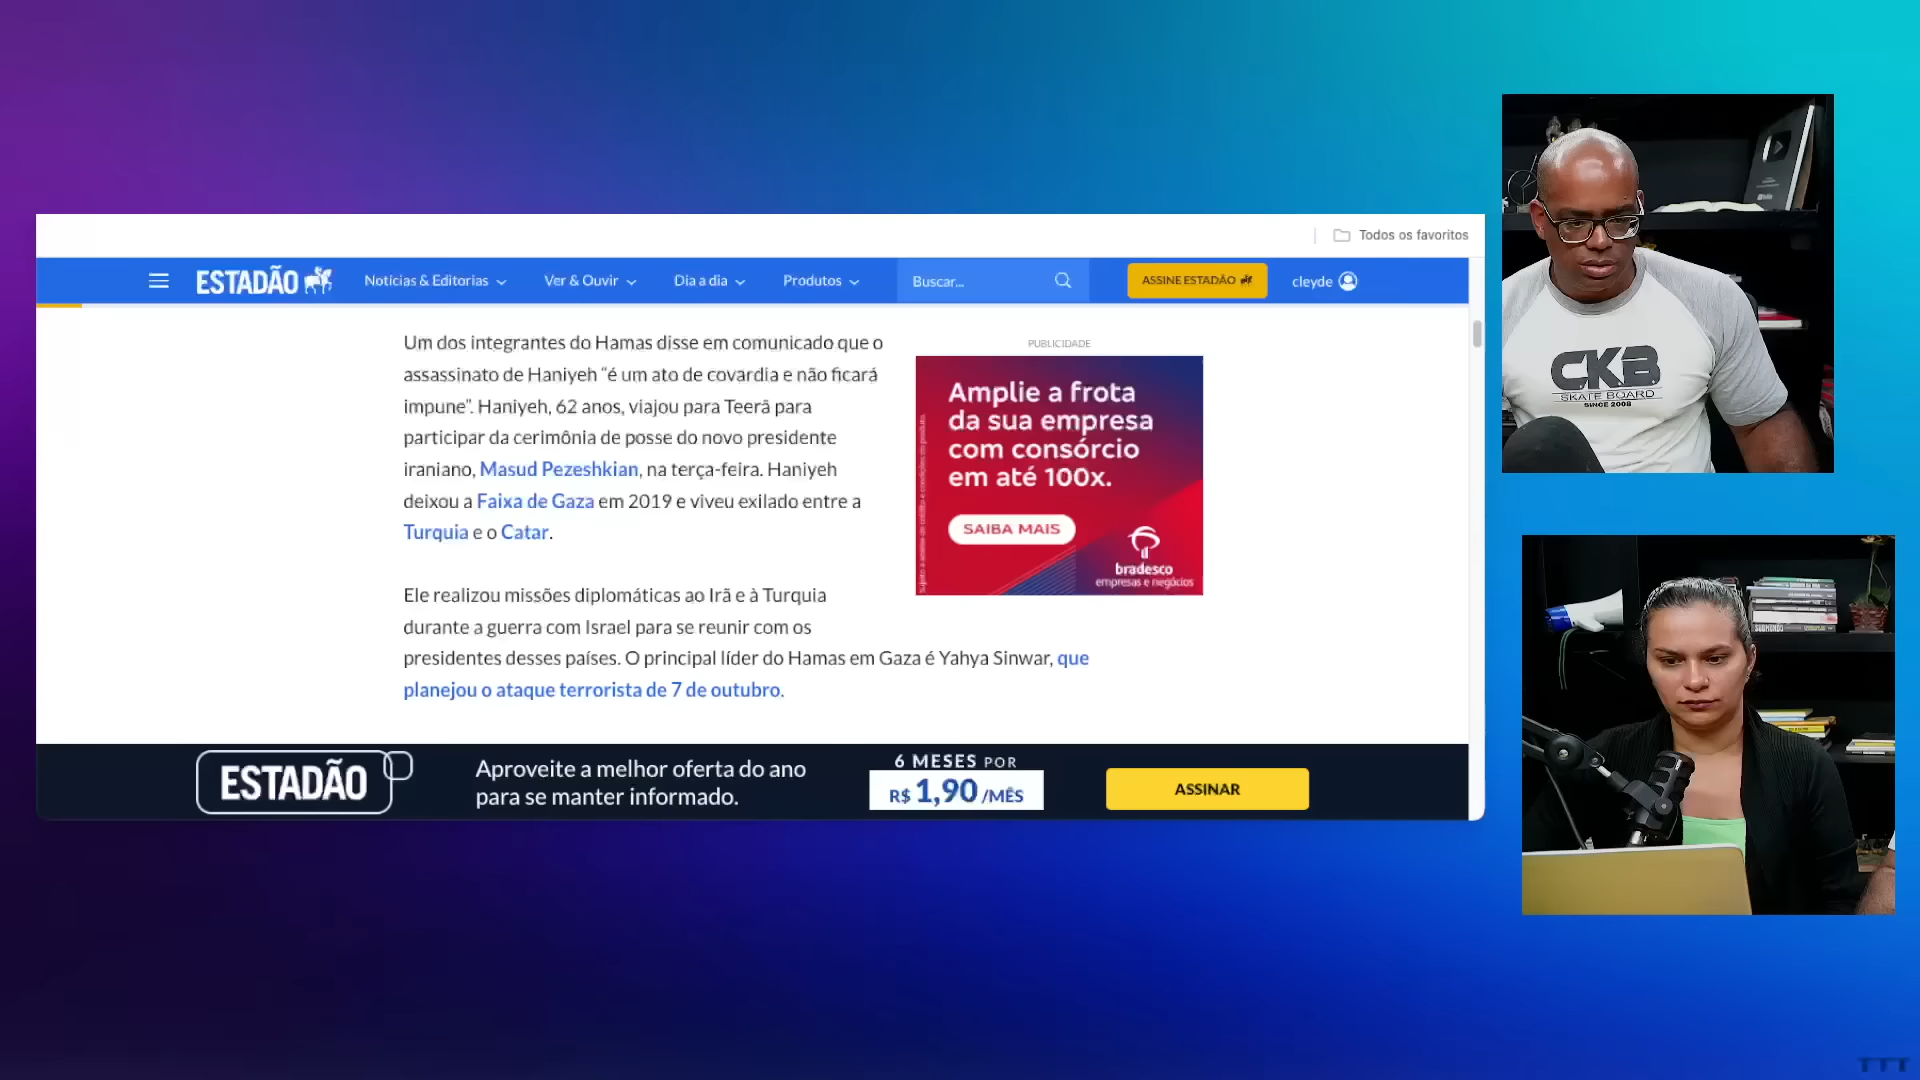 Todos os favoritos
ESTADÃO
Notícias & Editorias
Ver & Ouvir
Dia a dia
Produtos
Buscar...
ASSINE ESTADÃO
cleyde
Um dos integrantes do Hamas disse em comunicado que o
assassinato de Haniyeh “é um ato de covardia e não ficará
impune”. Haniyeh, 62 anos, viajou para Teerã para
participar da cerimônia de posse do novo presidente
iraniano, Masud Pezeshkian, na terça-feira. Haniyeh
deixou a Faixa de Gaza em 2019 e viveu exilado entre a
Turquia e o Catar.
Ele realizou missões diplomáticas ao Irã e à Turquia
durante a guerra com Israel para se reunir com os
presidentes desses países. O principal líder do Hamas em Gaza é Yahya Sinwar, que
planejou o ataque terrorista de 7 de outubro.
PUBLICIDADE
Amplie a frota
da sua empresa
com consórcio
em até 100x.
SAIBA MAIS
bradesco
empresas e negócios
ESTADÃO
Aproveite a melhor oferta do ano
para se manter informado.
6 MESES POR
R$ 1,90 /MÊS
ASSINAR
CKB
SKATE BOARD
SINCE 2008